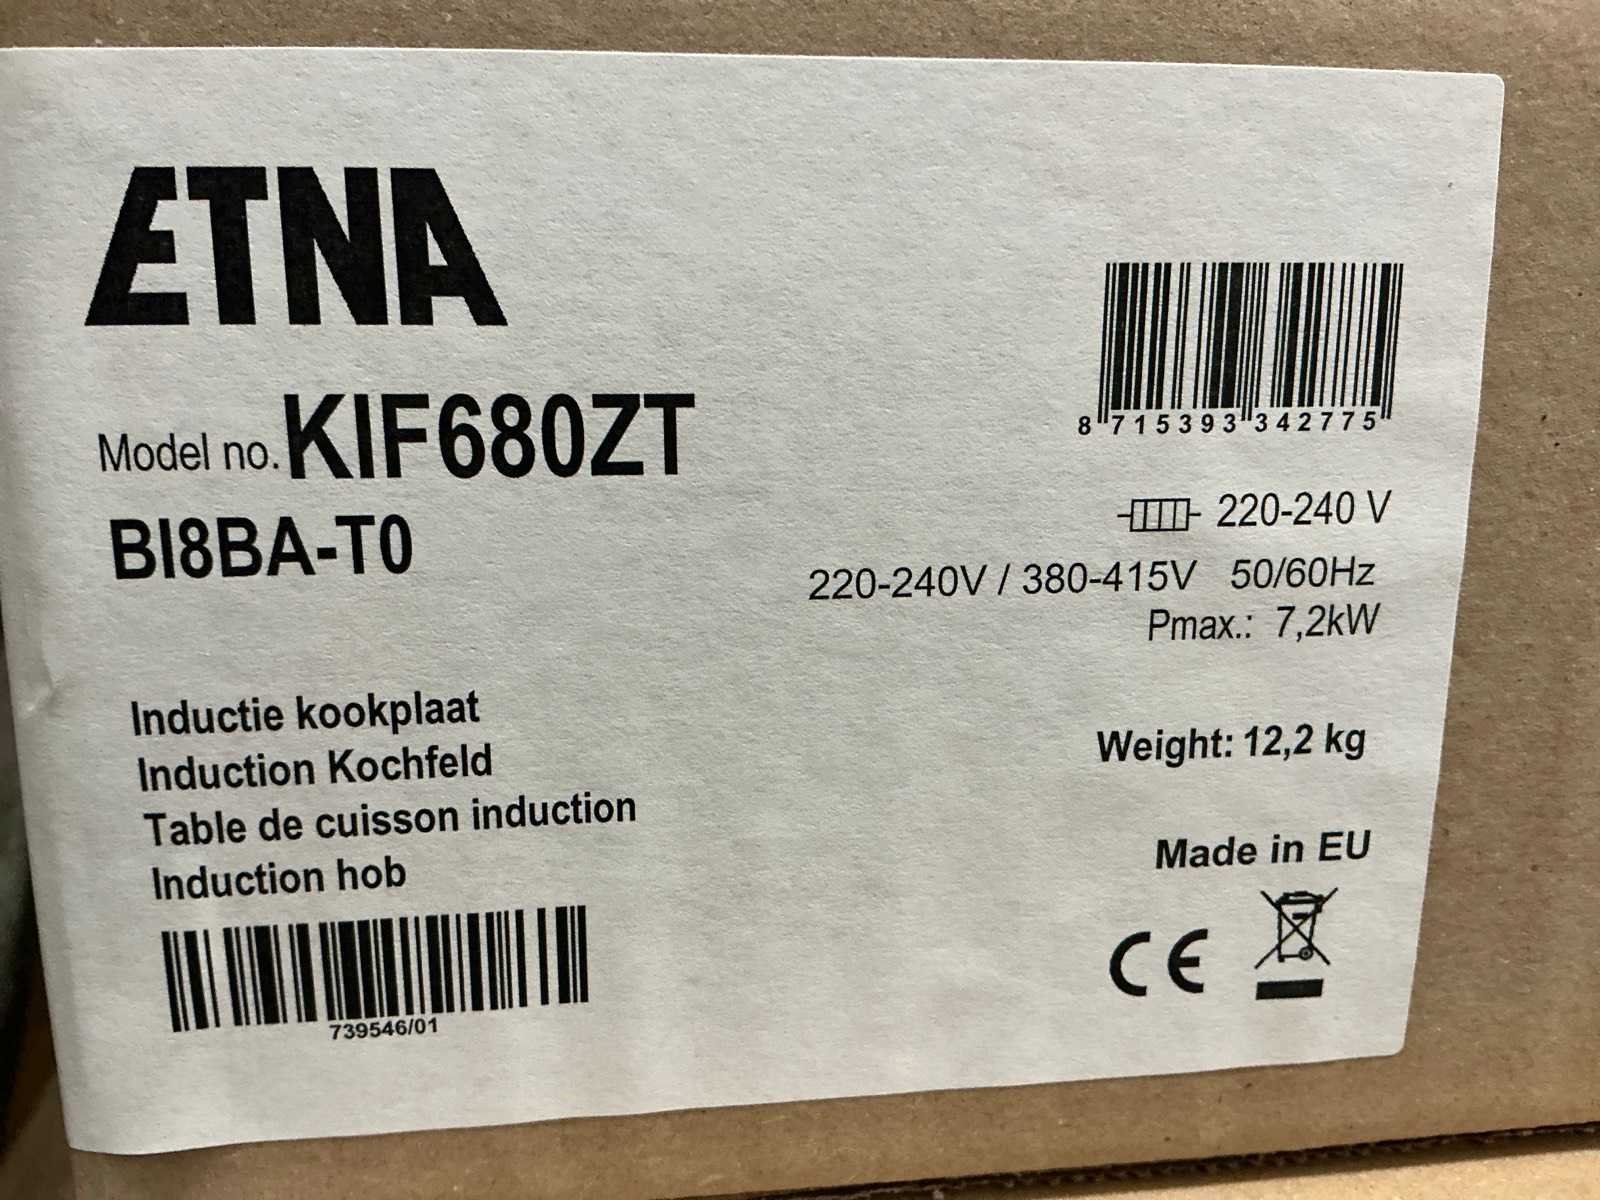 ETNA
Model no. KIF680ZT
BI8BA-T0
Inductie kookplaat
Induction Kochfeld
Table de cuisson induction
Induction hob
739546/01
8 715393 342775
220-240 V
220-240V / 380-415V 50/60Hz
Pmax.: 7,2kW
Weight: 12,2 kg
Made in EU
CE